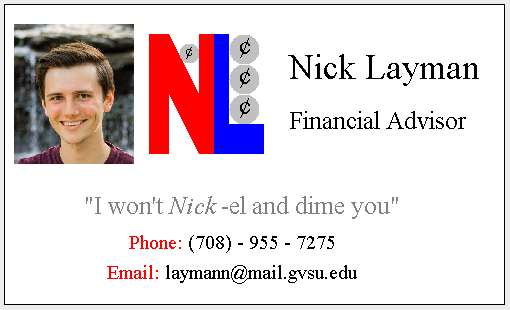 NL
¢
¢
¢
¢
Nick Layman
Financial Advisor
"I won't Nick -el and dime you"
Phone: (708) - 955 - 7275
Email: laymann@mail.gvsu.edu